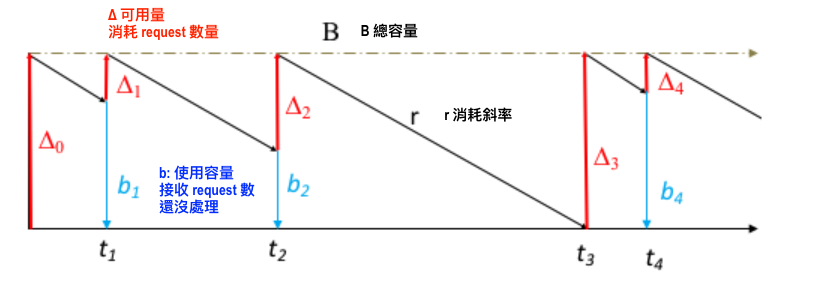 Δ 可用量
消耗 request 數量
B B 總容量
Δ1
Δ4
Δ2
r r 消耗斜率
Δ0
Δ3
b: 使用容量
接收 request 數
還沒處理
b1
b2
b4
t1
t2
t3
t4